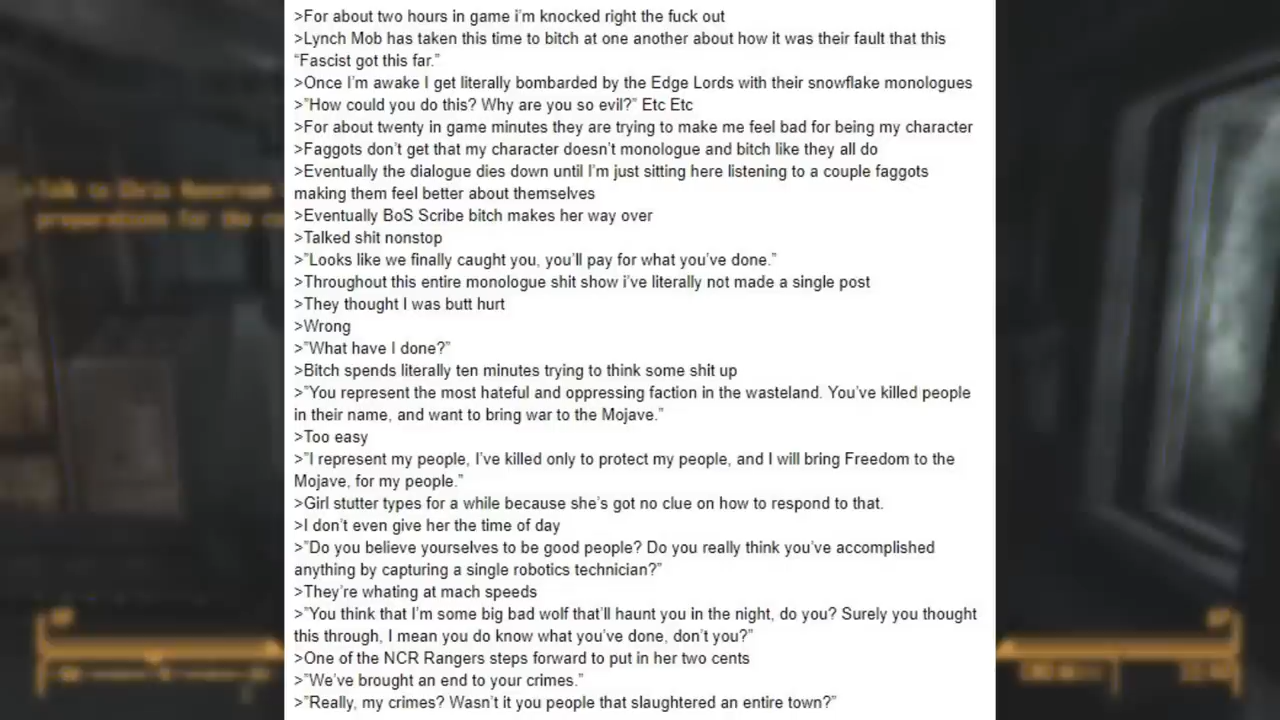 >For about two hours in game i'm knocked right the fuck out
>Lynch Mob has taken this time to bitch at one another about how it was their fault that this
"Fascist got this far."
>Once I'm awake I get literally bombarded by the Edge Lords with their snowflake monologues
>"How could you do this? Why are you so evil?" Etc Etc
>For about twenty in game minutes they are trying to make me feel bad for being my character
>Faggots don't get that my character doesn't monologue and bitch like they all do
>Eventually the dialogue dies down until I'm just sitting here listening to a couple faggots
making them feel better about themselves
>Eventually BoS Scribe bitch makes her way over
>Talked shit nonstop
>"Looks like we finally caught you, you'll pay for what you've done."
>Throughout this entire monologue shit show i've literally not made a single post
>They thought I was butt hurt
>Wrong
>"What have I done?"
>Bitch spends literally ten minutes trying to think some shit up
>"You represent the most hateful and oppressing faction in the wasteland. You've killed people
in their name, and want to bring war to the Mojave."
>Too easy
>"I represent my people, I've killed only to protect my people, and I will bring Freedom to the
Mojave, for my people."
>Girl stutter types for a while because she's got no clue on how to respond to that.
>I don't even give her the time of day
>"Do you believe yourselves to be good people? Do you really think you've accomplished
anything by capturing a single robotics technician?"
>They're whating at mach speeds
>"You think that I'm some big bad wolf that'll haunt you in the night, do you? Surely you thought
this through, I mean you do know what you've done, don't you?"
>One of the NCR Rangers steps forward to put in her two cents
>"We've brought an end to your crimes."
>"Really, my crimes? Wasn't it you people that slaughtered an entire town?"
Talk to Chris
preparations for the